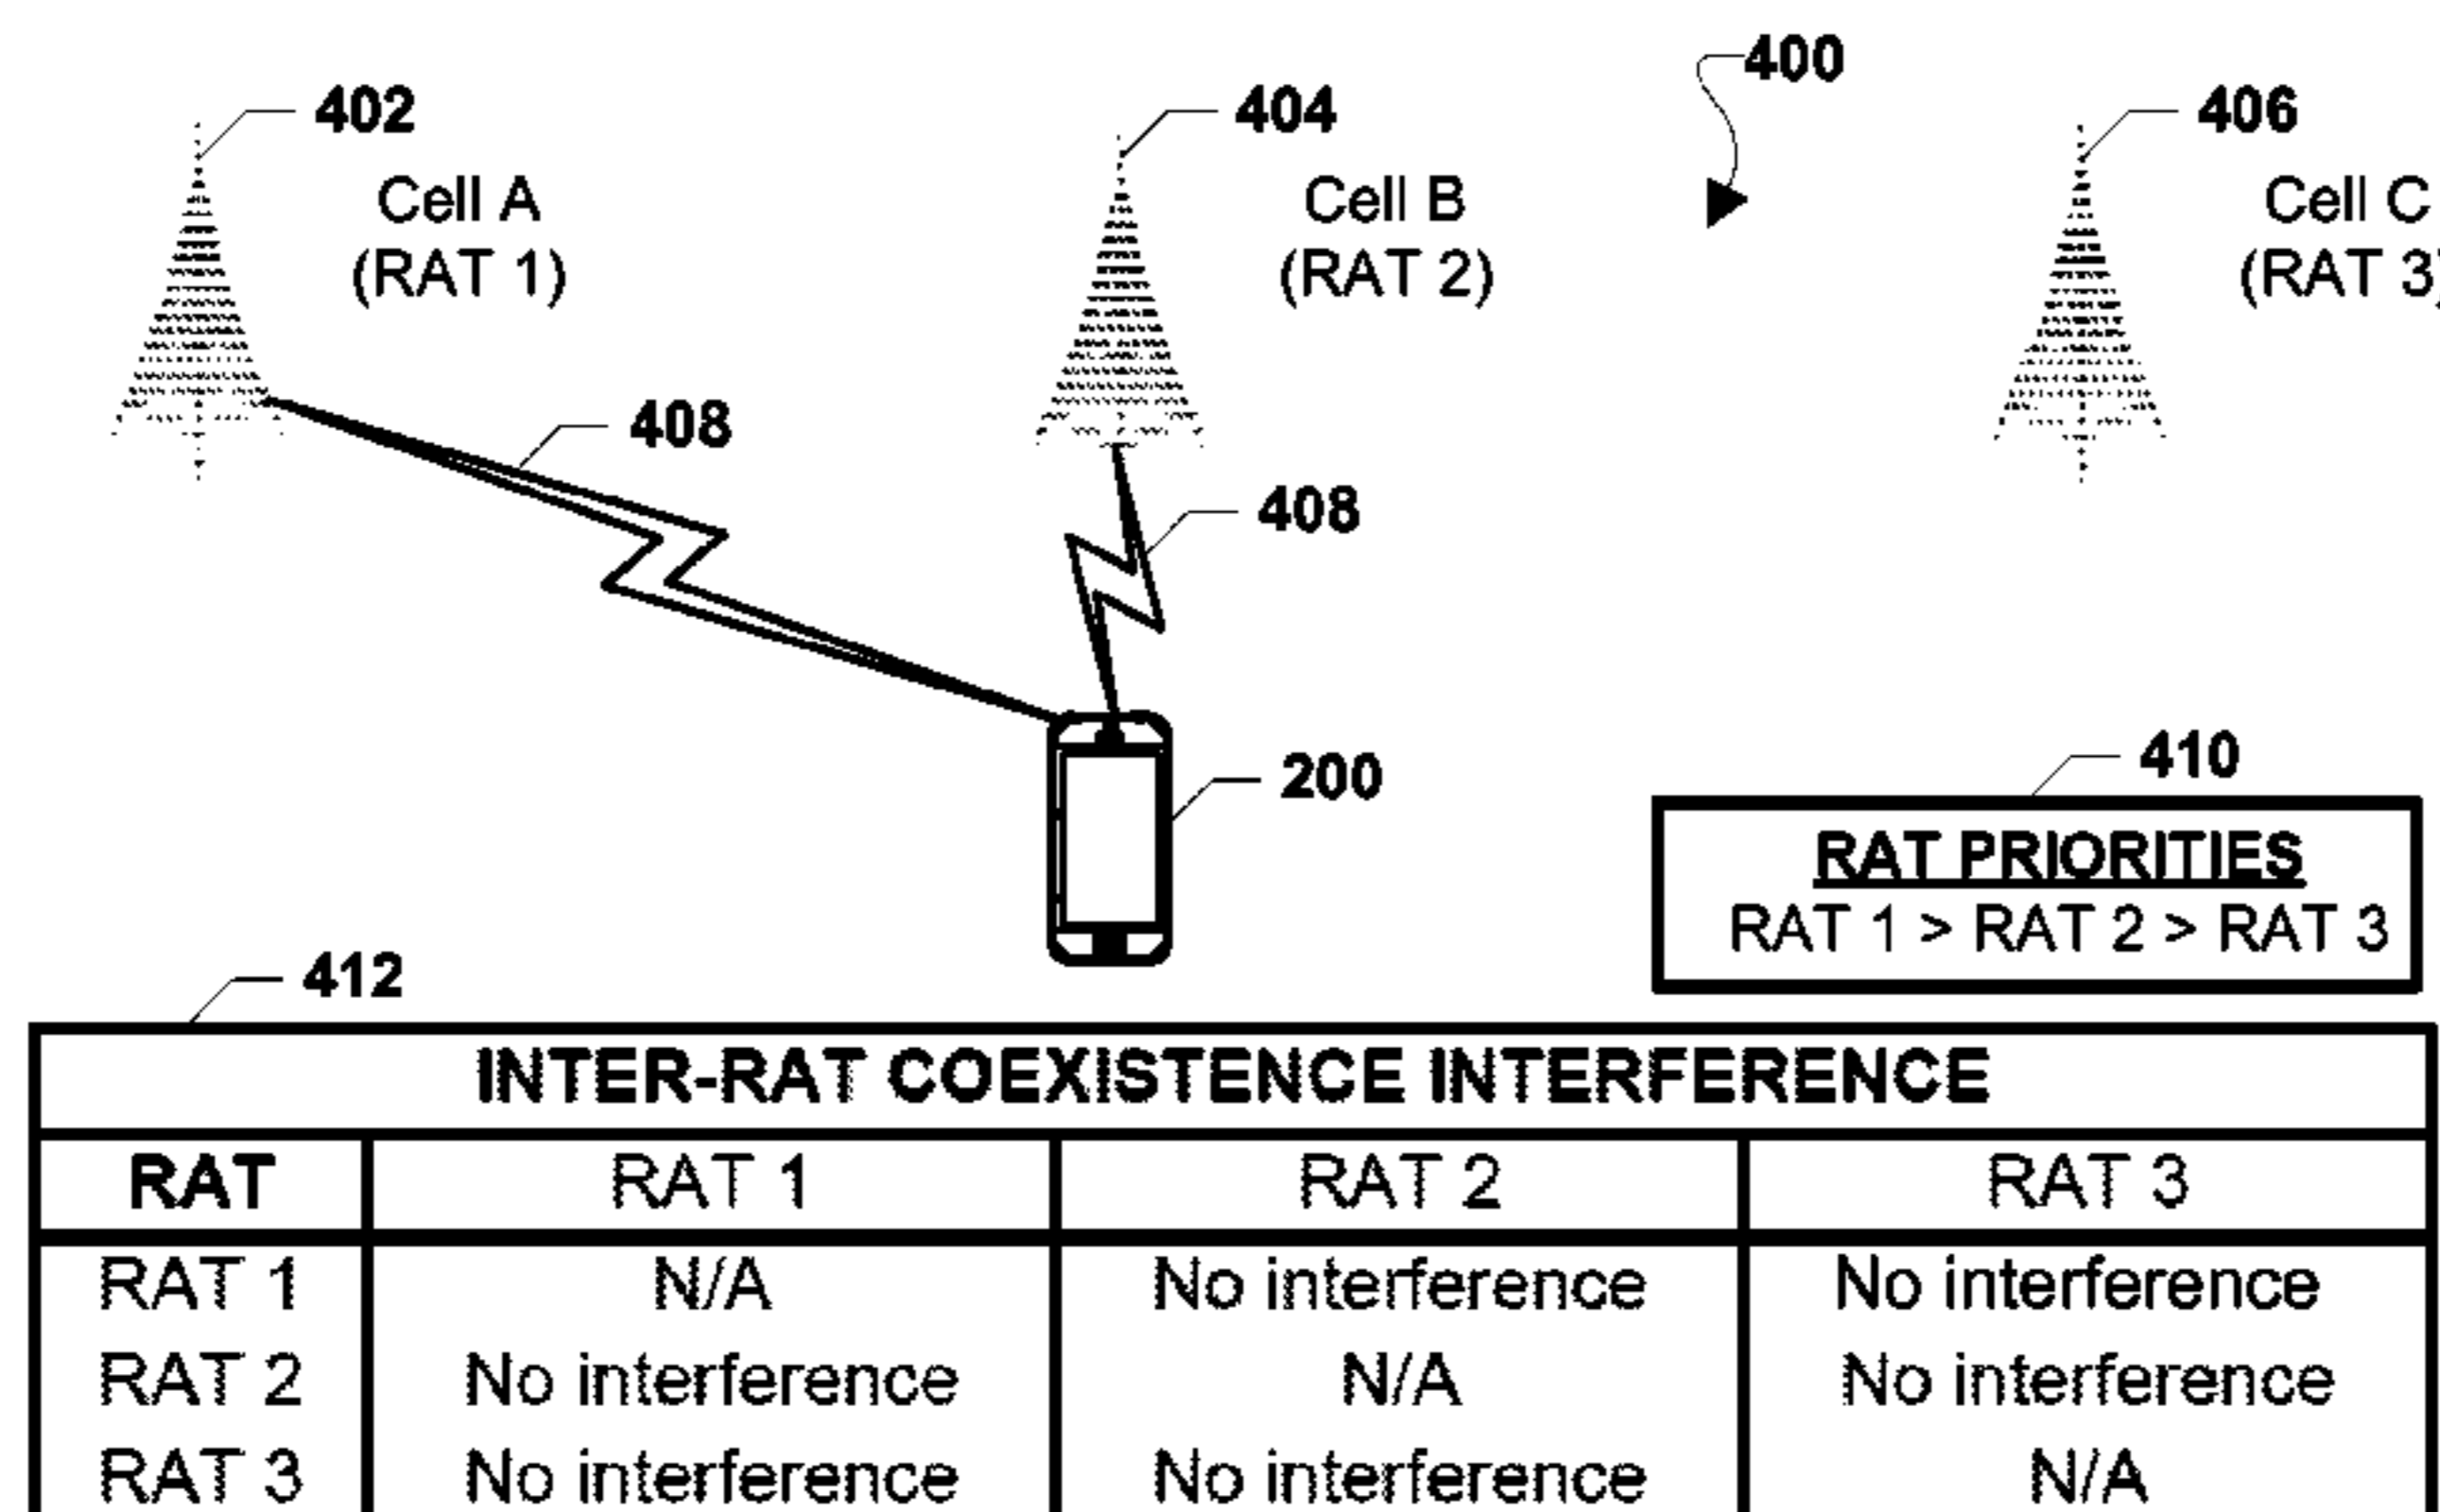 400
402
404
406
Cell A
(RAT 1)
Cell B
(RAT 2)
Cell C
(RAT 3)
408
408
200
410
RAT PRIORITIES
RAT 1 > RAT 2 > RAT 3
412
INTER-RAT COEXISTENCE INTERFERENCE
RAT RAT 1 RAT 2 RAT 3
RAT 1 N/A No interference No interference
RAT 2 No interference N/A No interference
RAT 3 No interference No interference N/A